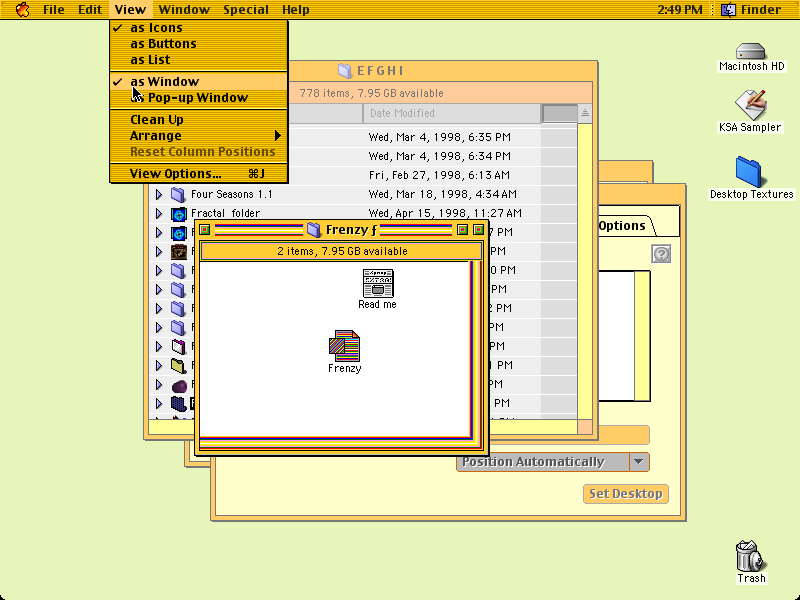 File Edit View Window Special Help 2:49 PM Finder
as Icons
as Buttons
as List
as Window
Pop-up Window
Clean Up
Arrange
Reset Column Positions
View Options... ⌘J
EFGHI
778 items, 7.95 GB available
Date Modified
Wed, Mar 4, 1998, 6:35 PM
Wed, Mar 4, 1998, 6:34 PM
Fri, Feb 27, 1998, 6:13 AM
Four Seasons 1.1 Wed, Mar 18, 1998, 4:34 AM
Fractal folder Wed, Apr 15, 1998, 11:27 AM
Frenzy ƒ
2 items, 7.95 GB available
Read me
Frenzy
Options
Position Automatically
Set Desktop
Macintosh HD
KSA Sampler
Desktop Textures
Trash